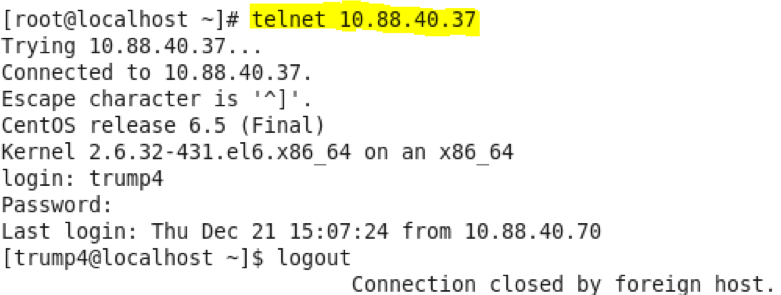 [root@localhost ~]# telnet 10.88.40.37
Trying 10.88.40.37...
Connected to 10.88.40.37.
Escape character is '^]'.
CentOS release 6.5 (Final)
Kernel 2.6.32-431.el6.x86_64 on an x86_64
login: trump4
Password:
Last login: Thu Dec 21 15:07:24 from 10.88.40.70
[trump4@localhost ~]$ logout
Connection closed by foreign host.